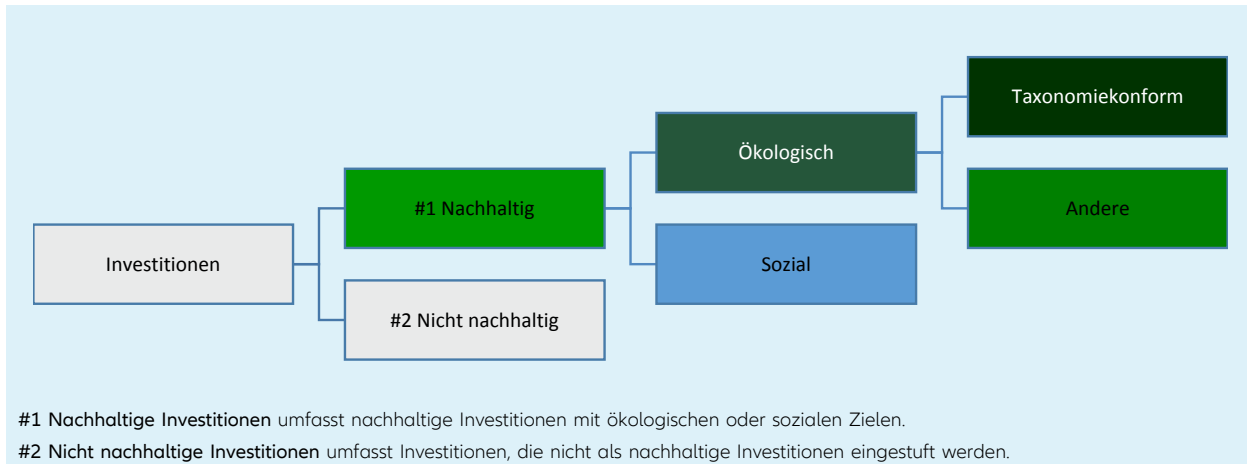 Taxonomiekonform
Ökologisch
#1 Nachhaltig
Andere
Investitionen
Sozial
#2 Nicht nachhaltig
#1 Nachhaltige Investitionen umfasst nachhaltige Investitionen mit ökologischen oder sozialen Zielen.
#2 Nicht nachhaltige Investitionen umfasst Investitionen, die nicht als nachhaltige Investitionen eingestuft werden.